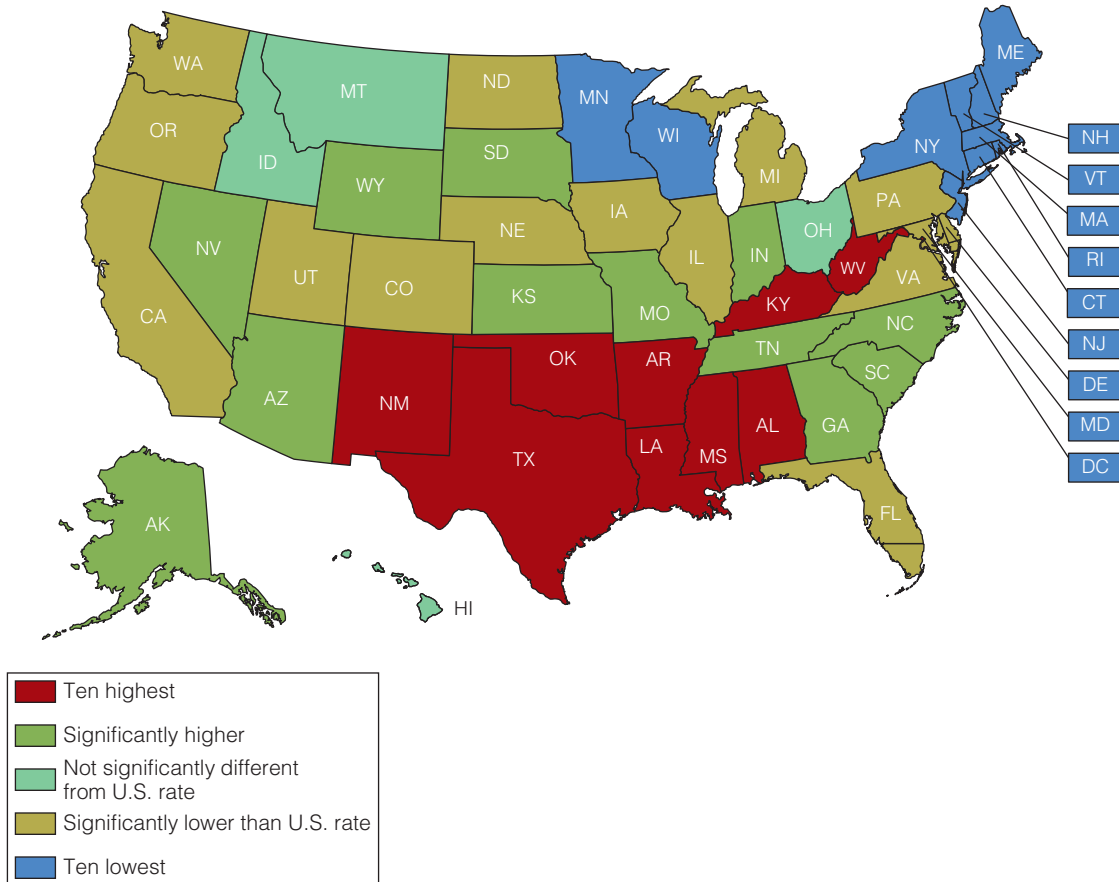 WA
MT
ND
MN
ME
OR
ID
WY
SD
WI
MI
NY
NH
VT
MA
RI
CT
NJ
DE
MD
DC
NV
UT
CO
NE
IA
IL
IN
OH
PA
WV
VA
CA
KS
MO
KY
NC
TN
SC
AZ
NM
OK
AR
TX
LA
MS
AL
GA
FL
AK
HI
Ten highest
Significantly higher
Not significantly different
from U.S. rate
Significantly lower than U.S. rate
Ten lowest